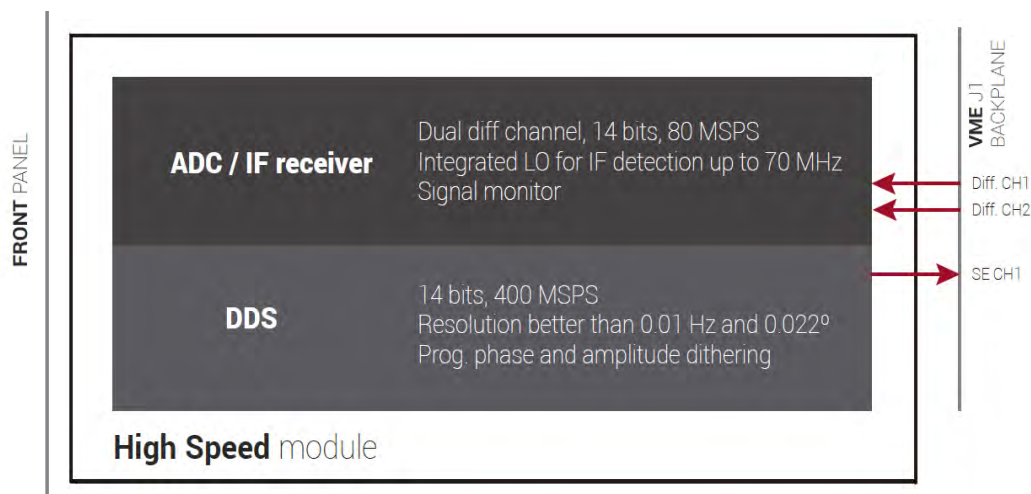 FRONT PANEL
ADC / IF receiver
Dual diff channel, 14 bits, 80 MSPS
Integrated LO for IF detection up to 70 MHz
Signal monitor
DDS
14 bits, 400 MSPS
Resolution better than 0.01 Hz and 0.022º
Prog. phase and amplitude dithering
High Speed module
VME J1
BACKPLANE
Diff. CH1
Diff. CH2
SE CH1